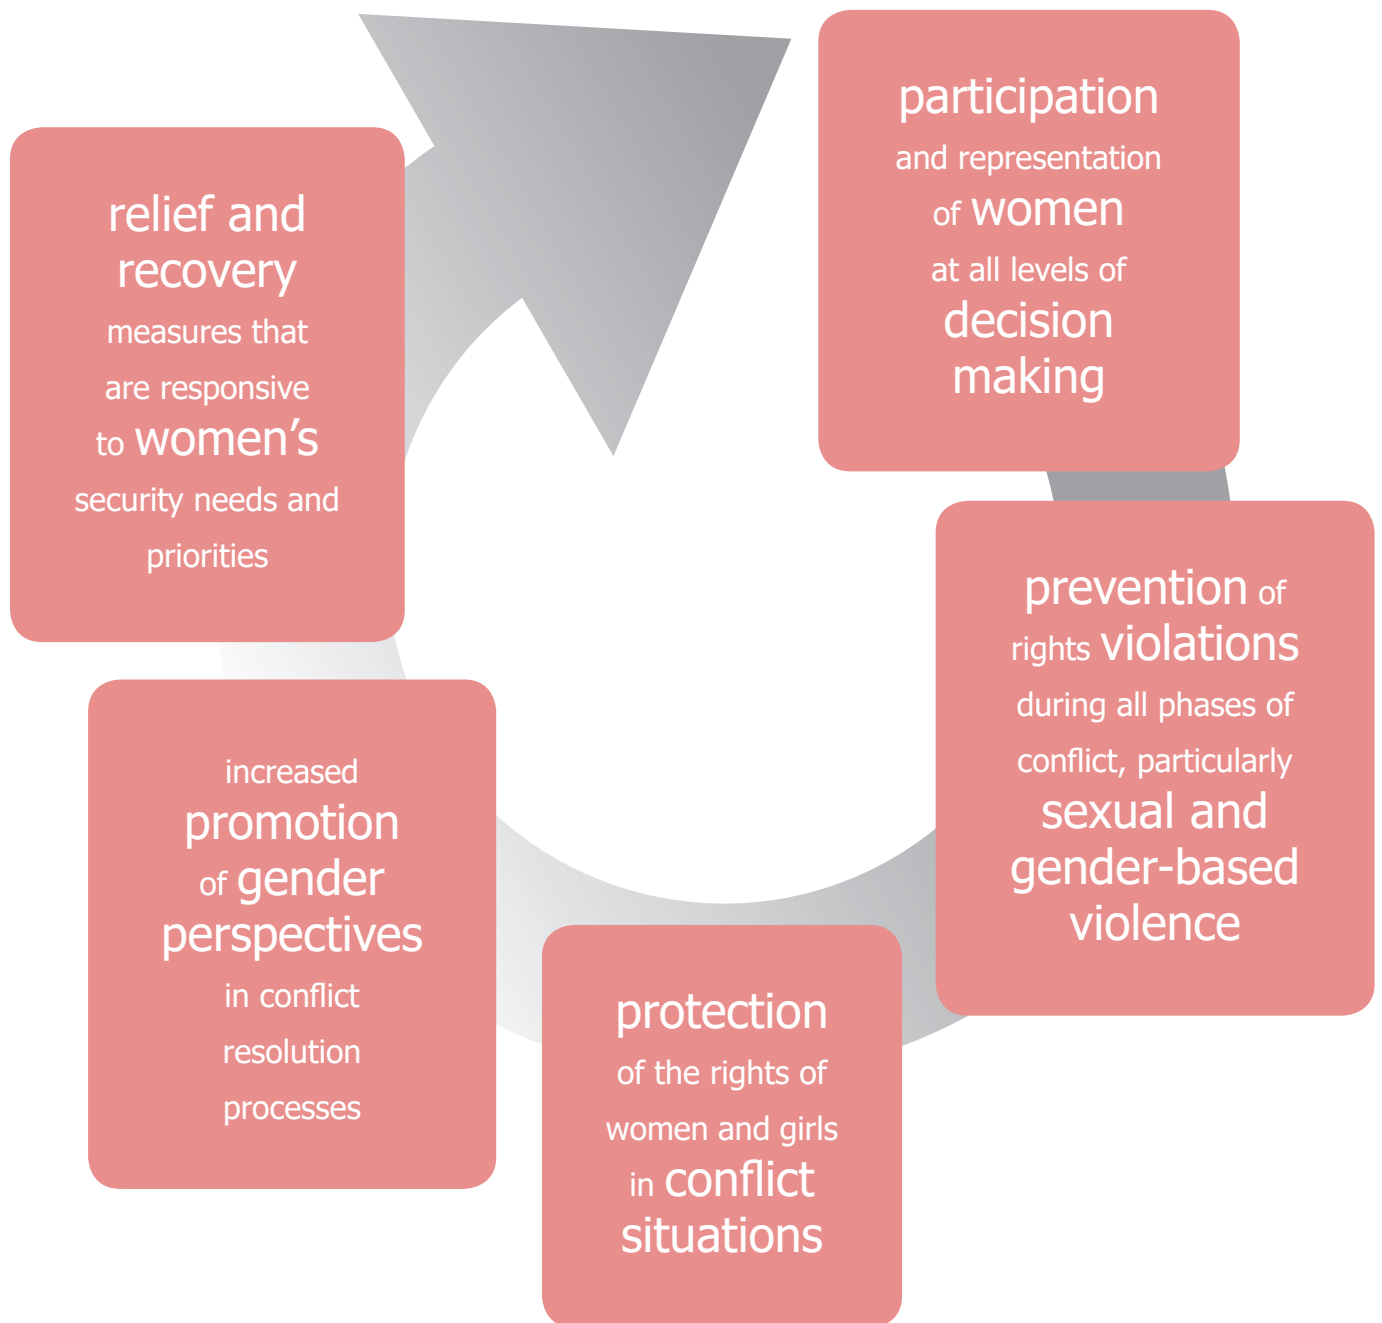 participation
and representation
of women
at all levels of
decision
making
prevention of
rights violations
during all phases of
conflict, particularly
sexual and
gender-based
violence
protection
of the rights of
women and girls
in conflict
situations
increased
promotion
of gender
perspectives
in conflict
resolution
processes
relief and
recovery
measures that
are responsive
to women’s
security needs and
priorities